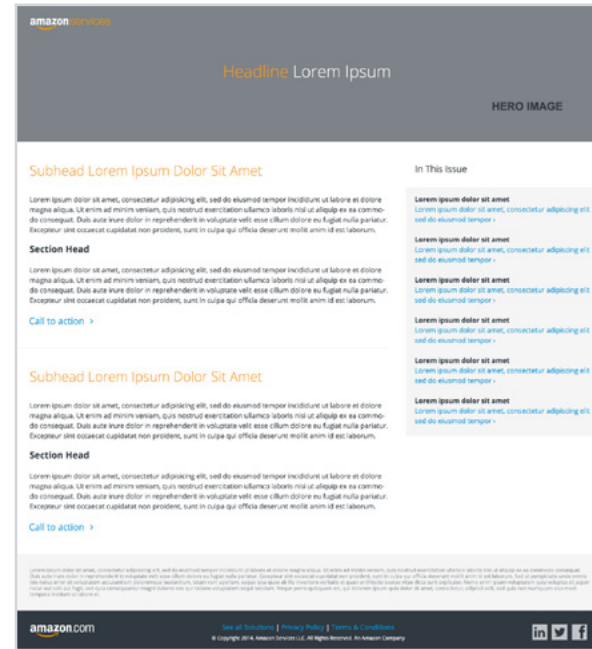 amazonservices
Headline Lorem Ipsum
HERO IMAGE
Subhead Lorem Ipsum Dolor Sit Amet
Lorem ipsum dolor sit amet, consectetur adipisicing elit, sed do eiusmod tempor incididunt ut labore et dolore
magna aliqua. Ut enim ad minim veniam, quis nostrud exercitation ullamco laboris nisi ut aliquip ex ea commo-
do consequat. Duis aute irure dolor in reprehenderit in voluptate velit esse cillum dolore eu fugiat nulla pariatur.
Excepteur sint occaecat cupidatat non proident, sunt in culpa qui officia deserunt mollit anim id est laborum.
Section Head
Lorem ipsum dolor sit amet, consectetur adipisicing elit, sed do eiusmod tempor incididunt ut labore et dolore
magna aliqua. Ut enim ad minim veniam, quis nostrud exercitation ullamco laboris nisi ut aliquip ex ea commo-
do consequat. Duis aute irure dolor in reprehenderit in voluptate velit esse cillum dolore eu fugiat nulla pariatur.
Excepteur sint occaecat cupidatat non proident, sunt in culpa qui officia deserunt mollit anim id est laborum.
Call to action ›
Subhead Lorem Ipsum Dolor Sit Amet
Lorem ipsum dolor sit amet, consectetur adipisicing elit, sed do eiusmod tempor incididunt ut labore et dolore
magna aliqua. Ut enim ad minim veniam, quis nostrud exercitation ullamco laboris nisi ut aliquip ex ea commo-
do consequat. Duis aute irure dolor in reprehenderit in voluptate velit esse cillum dolore eu fugiat nulla pariatur.
Excepteur sint occaecat cupidatat non proident, sunt in culpa qui officia deserunt mollit anim id est laborum.
Section Head
Lorem ipsum dolor sit amet, consectetur adipisicing elit, sed do eiusmod tempor incididunt ut labore et dolore
magna aliqua. Ut enim ad minim veniam, quis nostrud exercitation ullamco laboris nisi ut aliquip ex ea commo-
do consequat. Duis aute irure dolor in reprehenderit in voluptate velit esse cillum dolore eu fugiat nulla pariatur.
Excepteur sint occaecat cupidatat non proident, sunt in culpa qui officia deserunt mollit anim id est laborum.
Call to action ›
In This Issue
Lorem ipsum dolor sit amet
Lorem ipsum dolor sit amet, consectetur adipiscing elit
sed do eiusmod tempor ›
Lorem ipsum dolor sit amet
Lorem ipsum dolor sit amet, consectetur adipiscing elit
sed do eiusmod tempor ›
Lorem ipsum dolor sit amet
Lorem ipsum dolor sit amet, consectetur adipiscing elit
sed do eiusmod tempor ›
Lorem ipsum dolor sit amet
Lorem ipsum dolor sit amet, consectetur adipiscing elit
sed do eiusmod tempor ›
Lorem ipsum dolor sit amet
Lorem ipsum dolor sit amet, consectetur adipiscing elit
sed do eiusmod tempor ›
Lorem ipsum dolor sit amet
Lorem ipsum dolor sit amet, consectetur adipiscing elit
sed do eiusmod tempor ›
amazon.com
See all Solutions | Privacy Policy | Terms & Conditions
© Copyright 2014, Amazon Services LLC. All Rights Reserved. An Amazon Company
in f